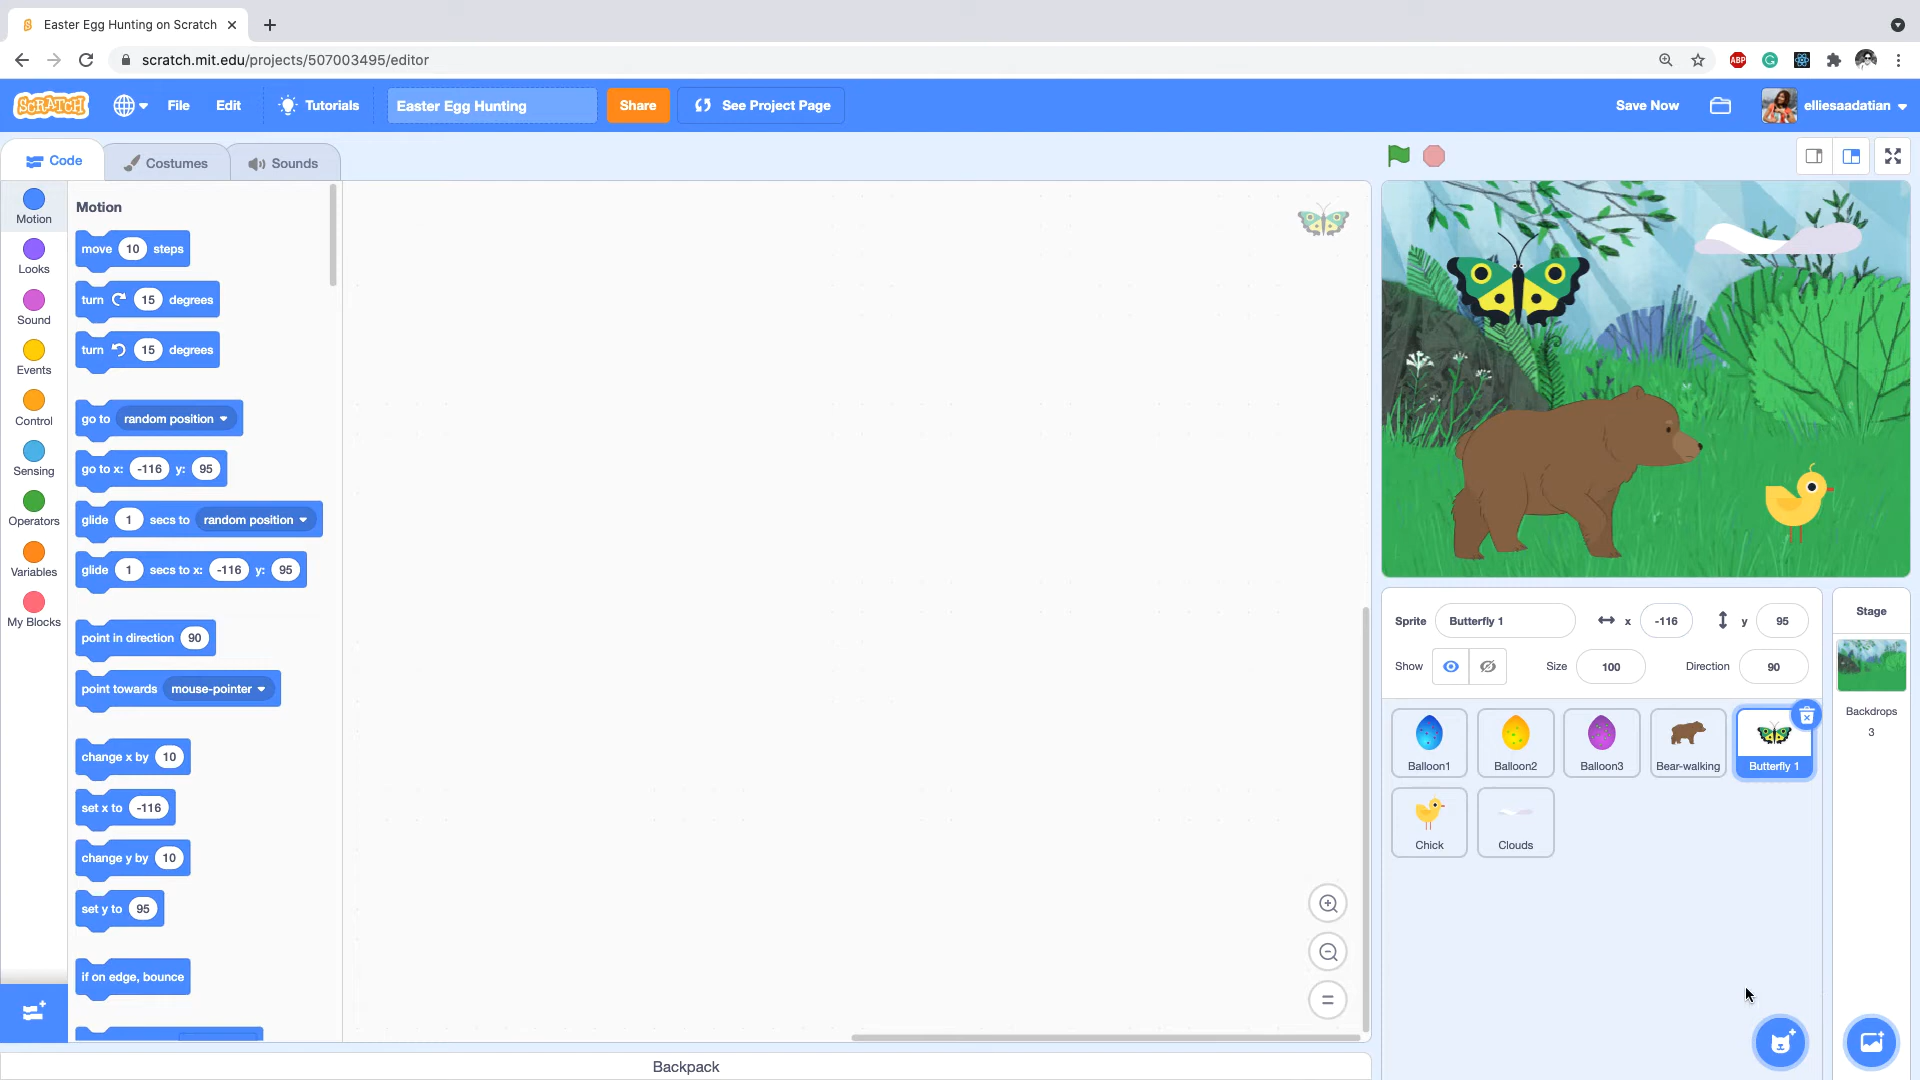 Easter Egg Hunting on Scratch
scratch.mit.edu/projects/507003495/editor
ABP
SCRATCH
File
Edit
Tutorials
Easter Egg Hunting
Share
See Project Page
Save Now
elliesaadatian
Code
Costumes
Sounds
Motion
Looks
Sound
Events
Control
Sensing
Operators
Variables
My Blocks
Motion
move 10 steps
turn 15 degrees
turn 15 degrees
go to random position
go to x: -116 y: 95
glide 1 secs to random position
glide 1 secs to x: -116 y: 95
point in direction 90
point towards mouse-pointer
change x by 10
set x to -116
change y by 10
set y to 95
if on edge, bounce
Sprite Butterfly 1 x -116 y 95
Show Size 100 Direction 90
Balloon1
Balloon2
Balloon3
Bear-walking
Butterfly 1
Chick
Clouds
Stage
Backdrops
3
Backpack